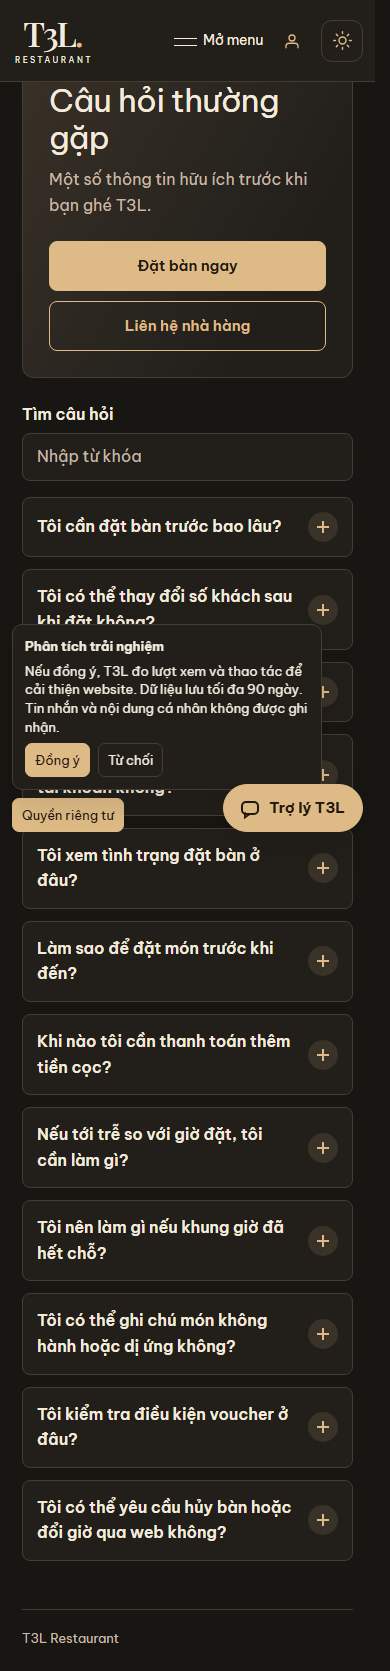 T3L.
RESTAURANT
Mở menu
Câu hỏi thường
gặp
Một số thông tin hữu ích trước khi
bạn ghé T3L.
Đặt bàn ngay
Liên hệ nhà hàng
Tìm câu hỏi
Nhập từ khóa
Tôi cần đặt bàn trước bao lâu?
Tôi có thể thay đổi số khách sau
khi đặt không?
Phân tích trải nghiệm
Nếu đồng ý, T3L đo lượt xem và thao tác để
cải thiện website. Dữ liệu lưu tối đa 90 ngày.
Tin nhắn và nội dung cá nhân không được ghi
nhận.
Đồng ý
Từ chối
tài khoản không?
Quyền riêng tư
Trợ lý T3L
Tôi xem tình trạng đặt bàn ở
đâu?
Làm sao để đặt món trước khi
đến?
Khi nào tôi cần thanh toán thêm
tiền cọc?
Nếu tới trễ so với giờ đặt, tôi
cần làm gì?
Tôi nên làm gì nếu khung giờ đã
hết chỗ?
Tôi có thể ghi chú món không
hành hoặc dị ứng không?
Tôi kiểm tra điều kiện voucher ở
đâu?
Tôi có thể yêu cầu hủy bàn hoặc
đổi giờ qua web không?
T3L Restaurant